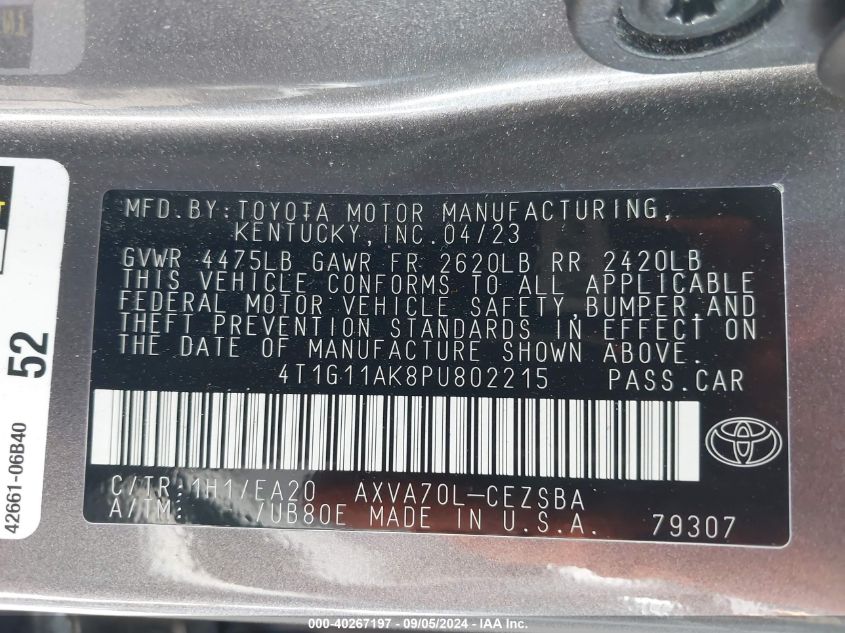 MFD.BY:TOYOTA MOTOR MANUFACTURING,
KENTUCKY,INC.04/23
GVWR 4475LB GAWR FR 2620LB RR 2420LB
THIS VEHICLE CONFORMS TO ALL APPLICABLE
FEDERAL MOTOR VEHICLE SAFETY,BUMPER,AND
THEFT PREVENTION STANDARDS IN EFFECT ON
THE DATE OF MANUFACTURE SHOWN ABOVE.
4T1G11AK8PU802215 PASS.CAR
C/TR:1H1/EA20 AXVA70L-CEZSBA
A/TM: /UB80E MADE IN U.S.A. 79307
42661-06B40
52
000-40267197 - 09/05/2024 - IAA Inc.